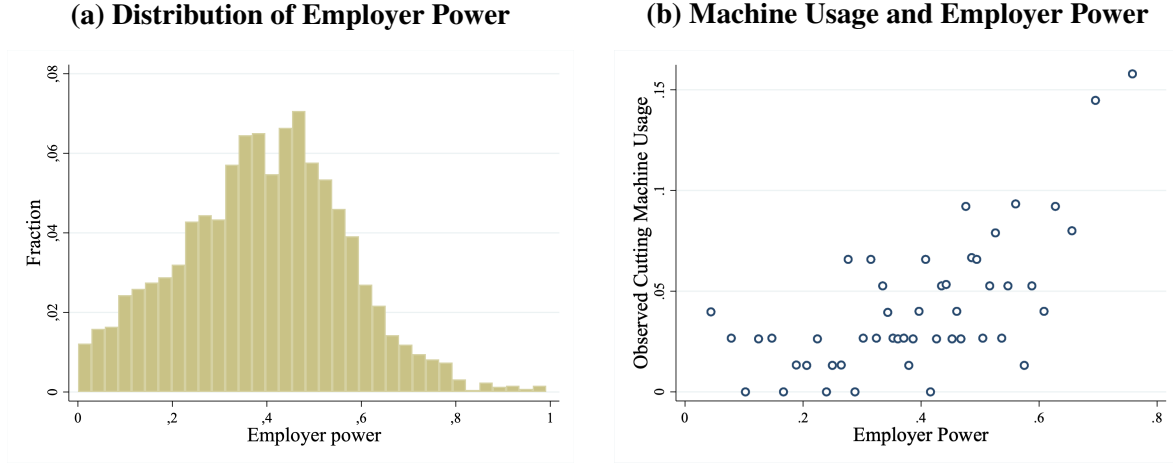 (a) Distribution of Employer Power
,08
,06
,04
,02
0
Fraction
0 ,2 ,4 ,6 ,8 1
Employer power
(b) Machine Usage and Employer Power
.15
.1
.05
0
Observed Cutting Machine Usage
0 .2 .4 .6 .8
Employer Power